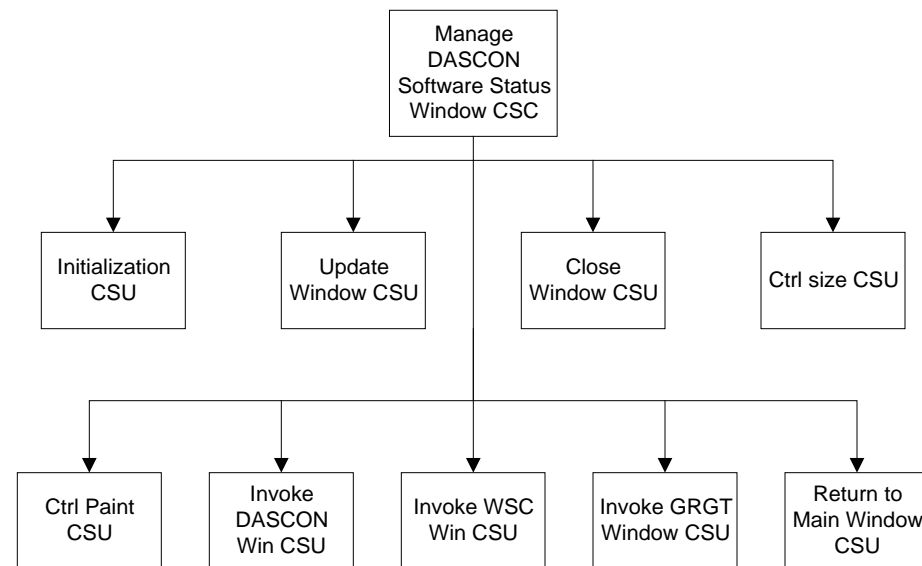 Manage
DASCON
Software Status
Window CSC
Initialization
CSU
Update
Window CSU
Close
Window CSU
Ctrl size CSU
Ctrl Paint
CSU
Invoke
DASCON
Win CSU
Invoke WSC
Win CSU
Invoke GRGT
Window CSU
Return to
Main Window
CSU